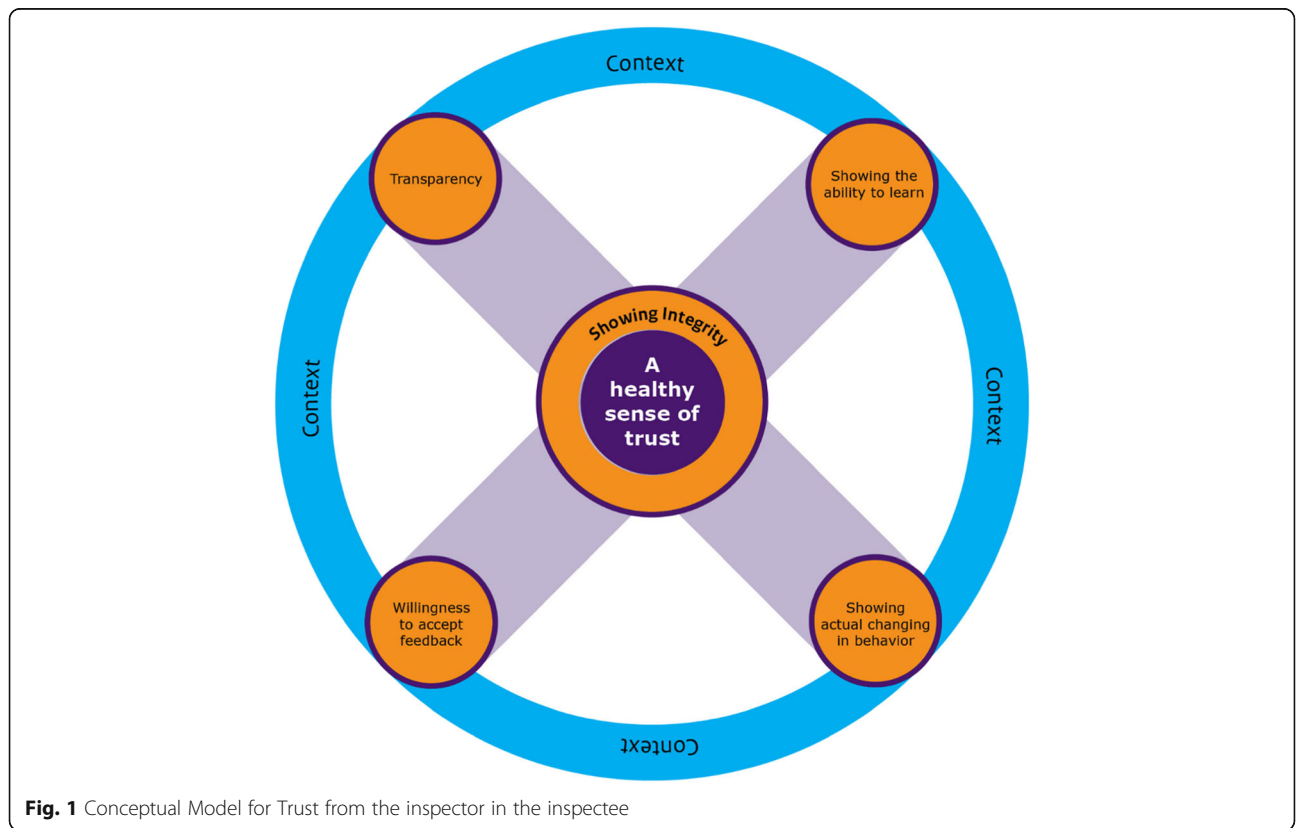 Context
Transparency
Showing the
ability to learn
Showing Integrity
A
healthy
sense of
trust
Context
Context
Willingness
to accept
feedback
Showing
actual changing
in behavior
Context
Fig. 1 Conceptual Model for Trust from the inspector in the inspectee